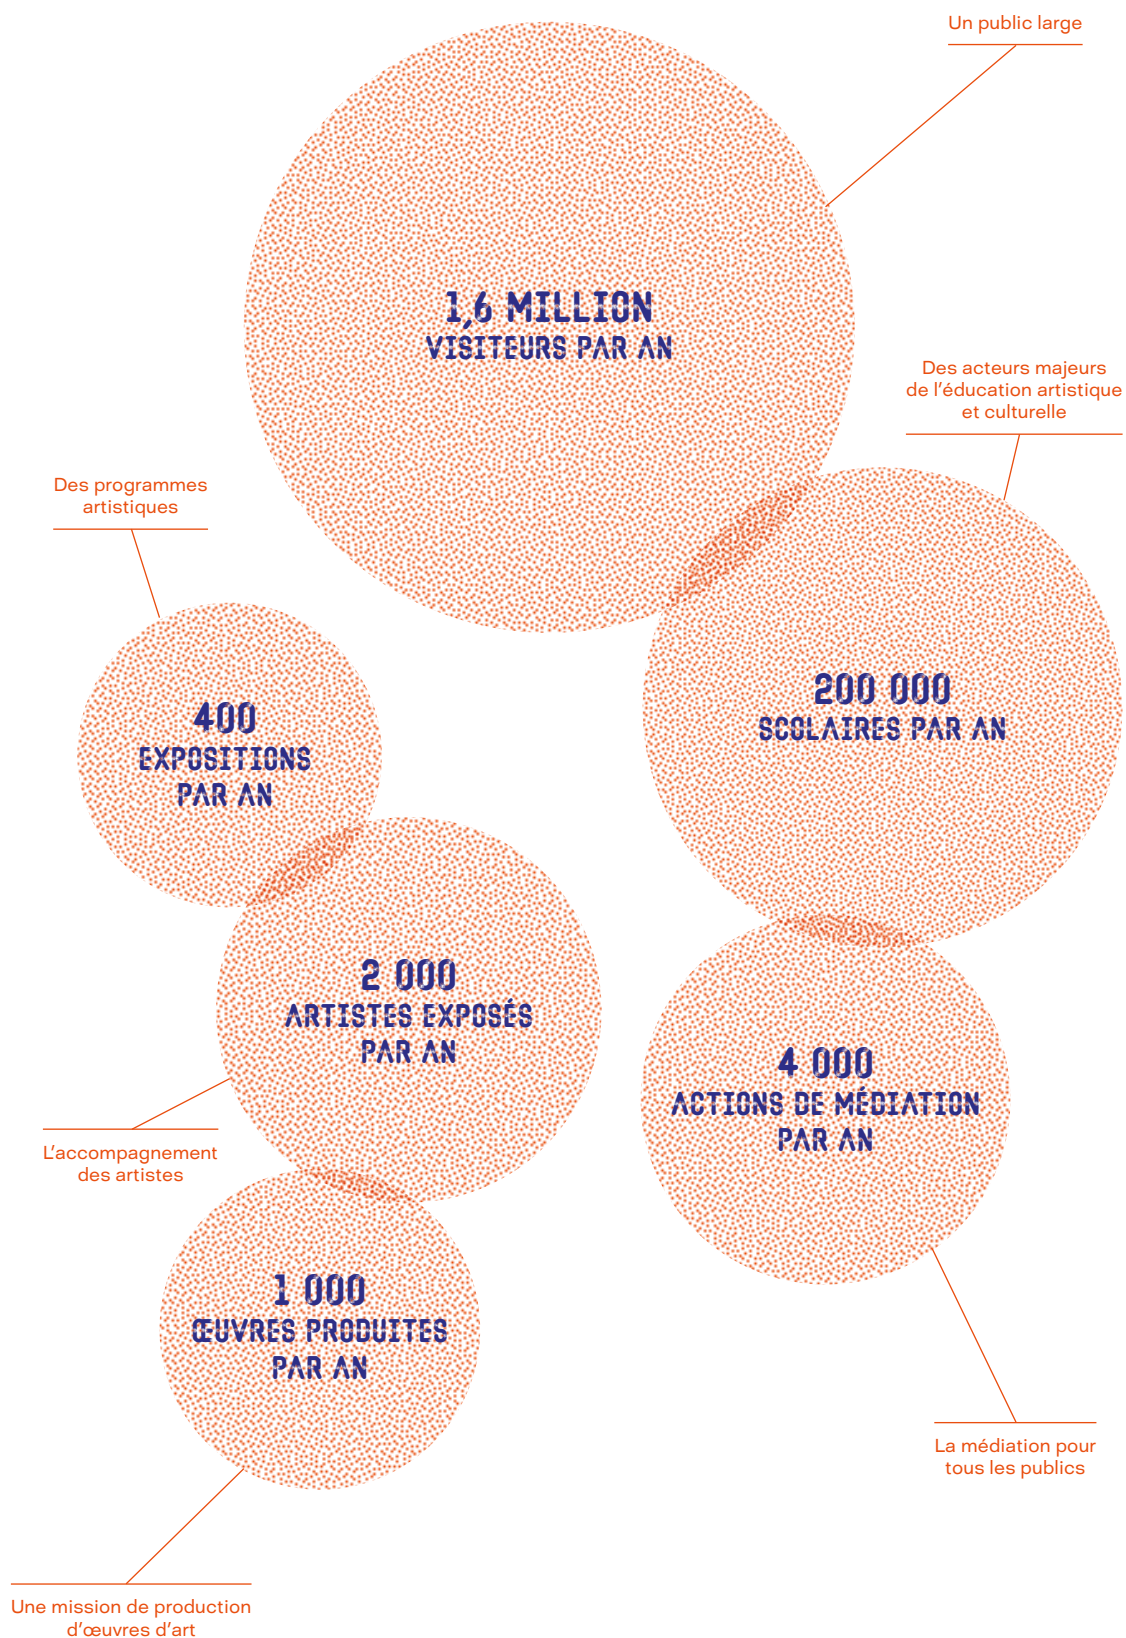 Un public large
1,6 MILLION
VISITEURS PAR AN
Des acteurs majeurs
de l'éducation artistique
et culturelle
Des programmes
artistiques
200 000
SCOLAIRES PAR AN
400
EXPOSITIONS
PAR AN
2 000
ARTISTES EXPOSÉS
PAR AN
4 000
ACTIONS DE MÉDIATION
PAR AN
L'accompagnement
des artistes
1 000
ŒUVRES PRODUITES
PAR AN
La médiation pour
tous les publics
Une mission de production
d'œuvres d'art